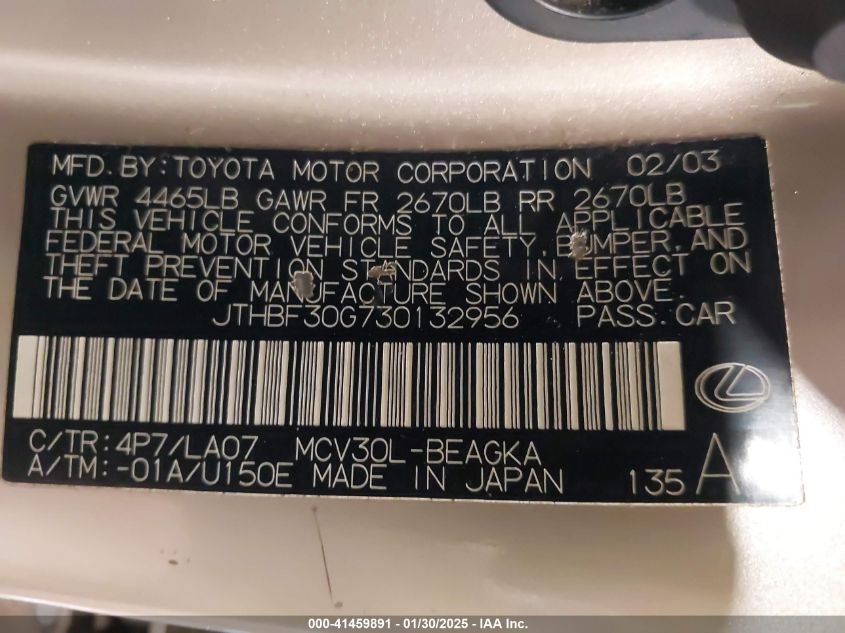 MFD. BY: TOYOTA MOTOR CORPORATION 02/03
GVWR 4465LB GAWR FR 2670LB RR 2670LB
THIS VEHICLE CONFORMS TO ALL APPLICABLE
FEDERAL MOTOR VEHICLE SAFETY, BUMPER, AND
THEFT PREVENTION STANDARDS IN EFFECT ON
THE DATE OF MANUFACTURE SHOWN ABOVE.
JTHBF30G730132956 PASS. CAR
C/TR: 4P7/LA07 MCV30L-BEAGKA
A/TM: -01A/U150E MADE IN JAPAN 135 A
000-41459891 - 01/30/2025 - IAA Inc.